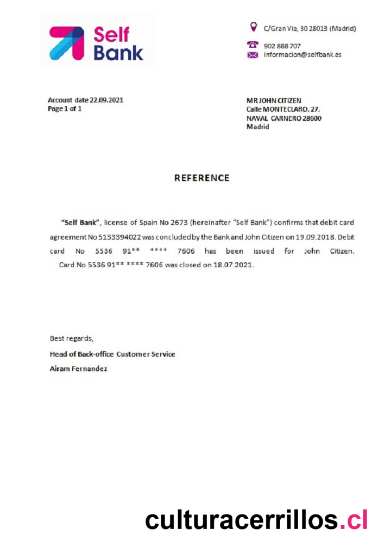 Self
Bank
C/Gran Via, 30 28013 (Madrid)
902 888 707
informacion@selfbank.es
Account date 22.09.2021
Page 1 of 1
MR JOHN CITIZEN
Calle MONTECLARO, 27.
NAVAL CARNERO 28600
Madrid
REFERENCE
"Self Bank", license of Spain No 2673 (hereinafter "Self Bank") confirms that debit card
agreement No 5133394022 was concluded by the Bank and John Citizen on 19.09.2018. Debit
card No 5536 91** **** 7606 has been issued for John Citizen.
Card No 5536 91** **** 7606 was closed on 18.07.2021.
Best regards,
Head of Back-office Customer Service
Airam Fernandez
culturacerrillos.cl